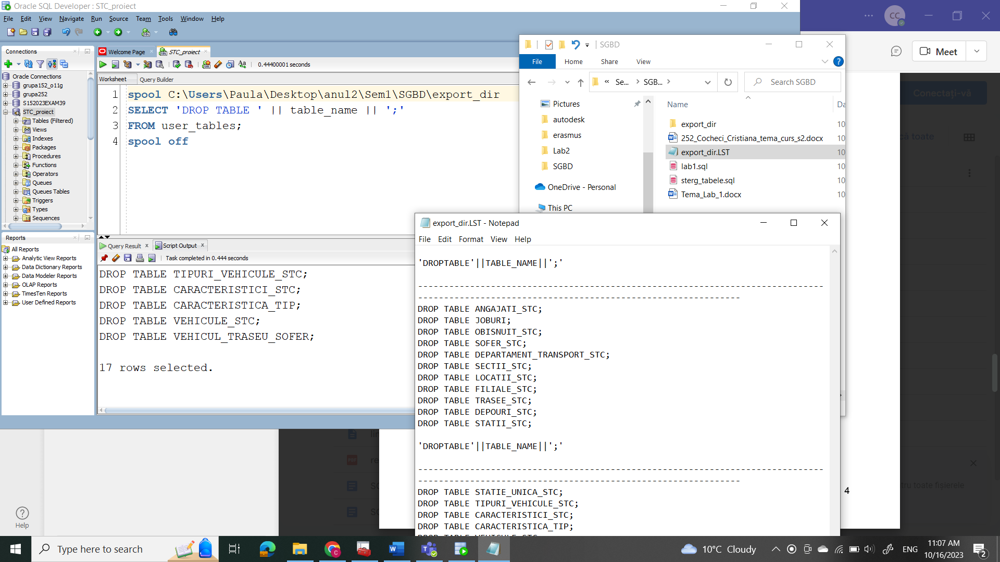 Oracle SQL Developer : STC_proiect
File Edit View Navigate Run Source Team Tools Window Help
Connections
Oracle Connections
grupa152_o11g
grupa252
S152023EXAM39
STC_project
Tables (Filtered)
Views
Indexes
Packages
Procedures
Functions
Operators
Queues
Queues Tables
Triggers
Types
Sequences
Reports
All Reports
Analytic View Reports
Data Dictionary Reports
Data Modeler Reports
OLAP Reports
TimesTen Reports
User Defined Reports
Welcome Page
STC_proiect
0.44400001 seconds
Worksheet Query Builder
1 spool C:\Users\Paula\Desktop\anul2\Sem1\SGBD\export_dir
2 SELECT 'DROP TABLE ' || table_name || ';'
3 FROM user_tables;
4 spool off
Query Result x Script Output x
Task completed in 0.444 seconds
DROP TABLE TIPURI_VEHICULE_STC;
DROP TABLE CARACTERISTICI_STC;
DROP TABLE CARACTERISTICA_TIP;
DROP TABLE VEHICULE_STC;
DROP TABLE VEHICUL_TRASEU_SOFER;
17 rows selected.
SGBD
File Home Share View
« Se... > SGB... >
Search SGBD
Pictures
autodesk
erasmus
Lab2
SGBD
OneDrive - Personal
This PC
Name Da
export_dir 10
252_Cocheci_Cristiana_tema_curs_s2.docx 10
export_dir.LST 10
lab1.sql 10
sterg_tabele.sql 10
Tema_Lab_1.docx 10
export_dir.LST - Notepad
File Edit Format View Help
'DROPTABLE'||TABLE_NAME||';'
------------------------------------------------------------------------------
--------------------------------------------------------------
DROP TABLE ANGAJATI_STC;
DROP TABLE JOBURI;
DROP TABLE OBISNUIT_STC;
DROP TABLE SOFER_STC;
DROP TABLE DEPARTAMENT_TRANSPORT_STC;
DROP TABLE SECTII_STC;
DROP TABLE LOCATII_STC;
DROP TABLE FILIALE_STC;
DROP TABLE TRASEE_STC;
DROP TABLE DEPOURI_STC;
DROP TABLE STATII_STC;
'DROPTABLE'||TABLE_NAME||';'
------------------------------------------------------------------------------
--------------------------------------------------------------
DROP TABLE STATIE_UNICA_STC;
DROP TABLE TIPURI_VEHICULE_STC;
DROP TABLE CARACTERISTICI_STC;
DROP TABLE CARACTERISTICA_TIP;
DROP TABLE VEHICULE_STC;
CC
Meet
Conectați-vă
că toate
tru toate fișierele
4
Help
Type here to search
10°C Cloudy
ENG
11:07 AM
10/16/2023
2